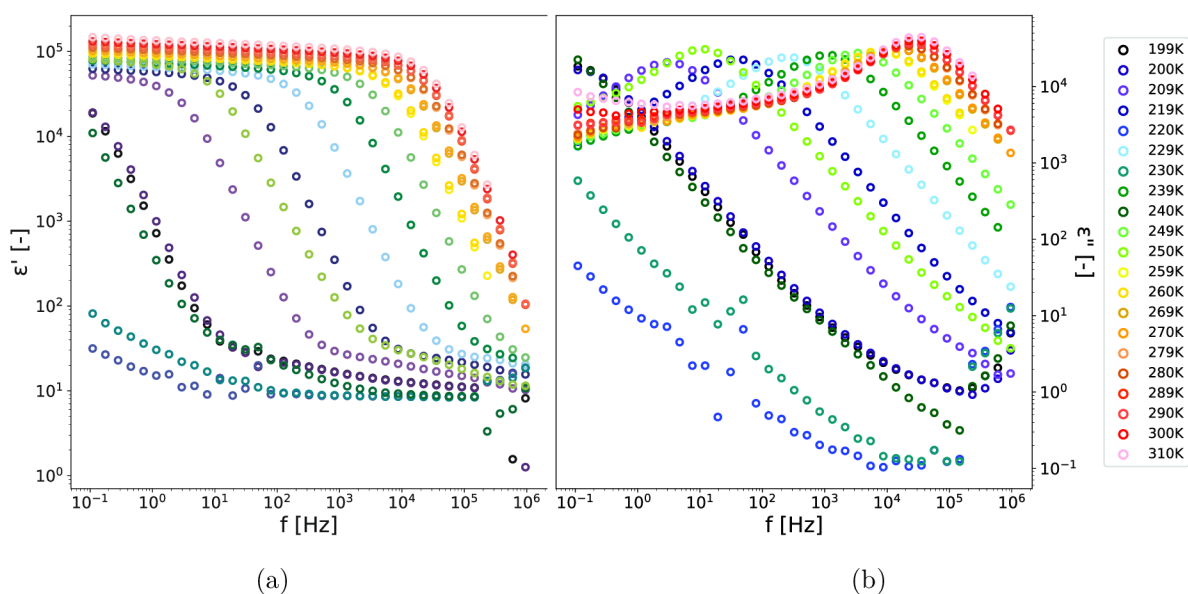 10⁵
10⁴
10³
10²
10¹
10⁰
ε' [-]
10⁻¹ 10⁰ 10¹ 10² 10³ 10⁴ 10⁵ 10⁶
f [Hz]
(a)
10⁴
10³
10²
10¹
10⁰
10⁻¹
ε" [-]
10⁻¹ 10⁰ 10¹ 10² 10³ 10⁴ 10⁵ 10⁶
f [Hz]
(b)
199K
200K
209K
219K
220K
229K
230K
239K
240K
249K
250K
259K
260K
269K
270K
279K
280K
289K
290K
300K
310K